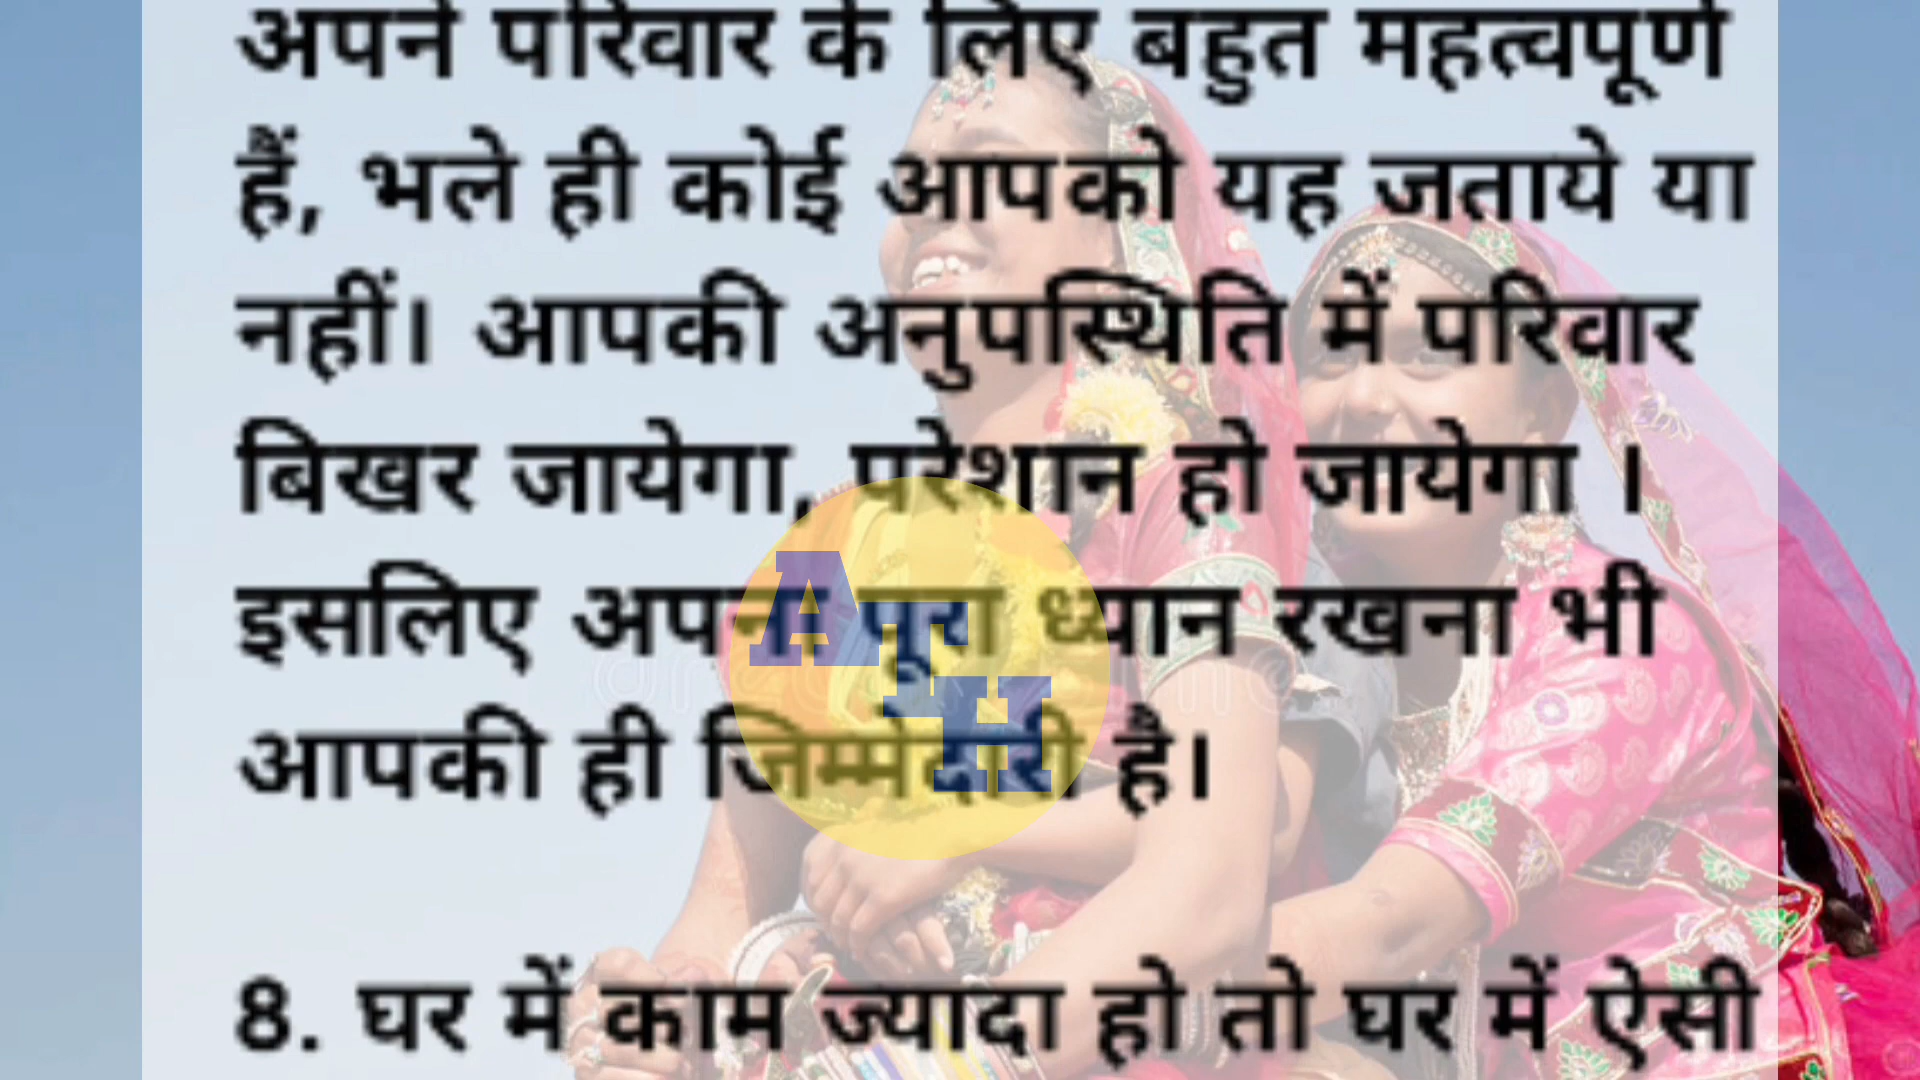 अपने परिवार के लिए बहुत महत्वपूर्ण
हैं, भले ही कोई आपको यह जताये या
नहीं। आपकी अनुपस्थिति में परिवार
बिखर जायेगा, परेशान हो जायेगा ।
इसलिए अपना पूरा ध्यान रखना भी
आपकी ही जिम्मेदारी है।
ATH
8. घर में काम ज्यादा हो तो घर में ऐसी